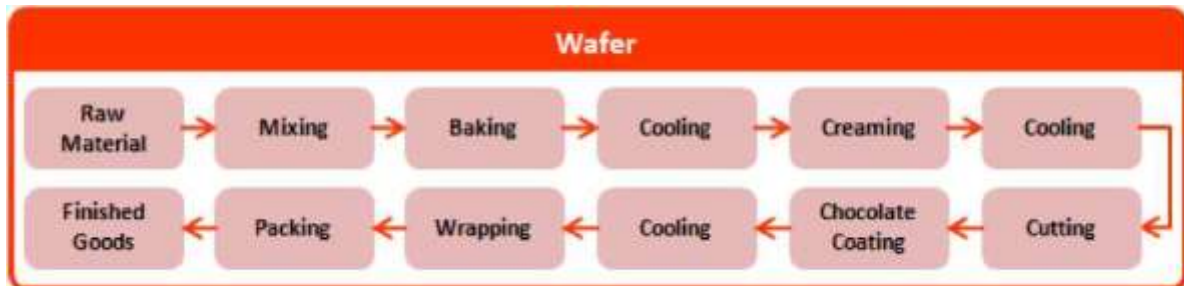 Wafer
Raw
Material
Mixing
Baking
Cooling
Creaming
Cooling
Cutting
Chocolate
Coating
Cooling
Wrapping
Packing
Finished
Goods